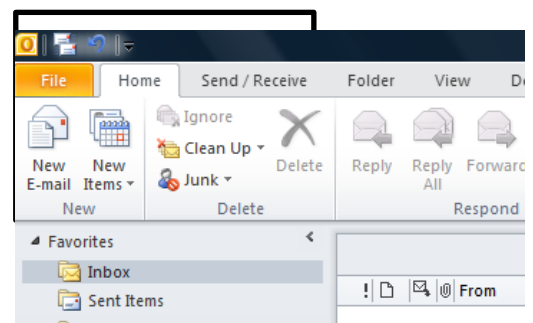 File Home Send / Receive Folder View
Ignore
Clean Up
Junk
New E-mail
New Items
Delete
Reply
Reply All
Forward
New Delete Respond
Favorites
Inbox
! From
Sent Items